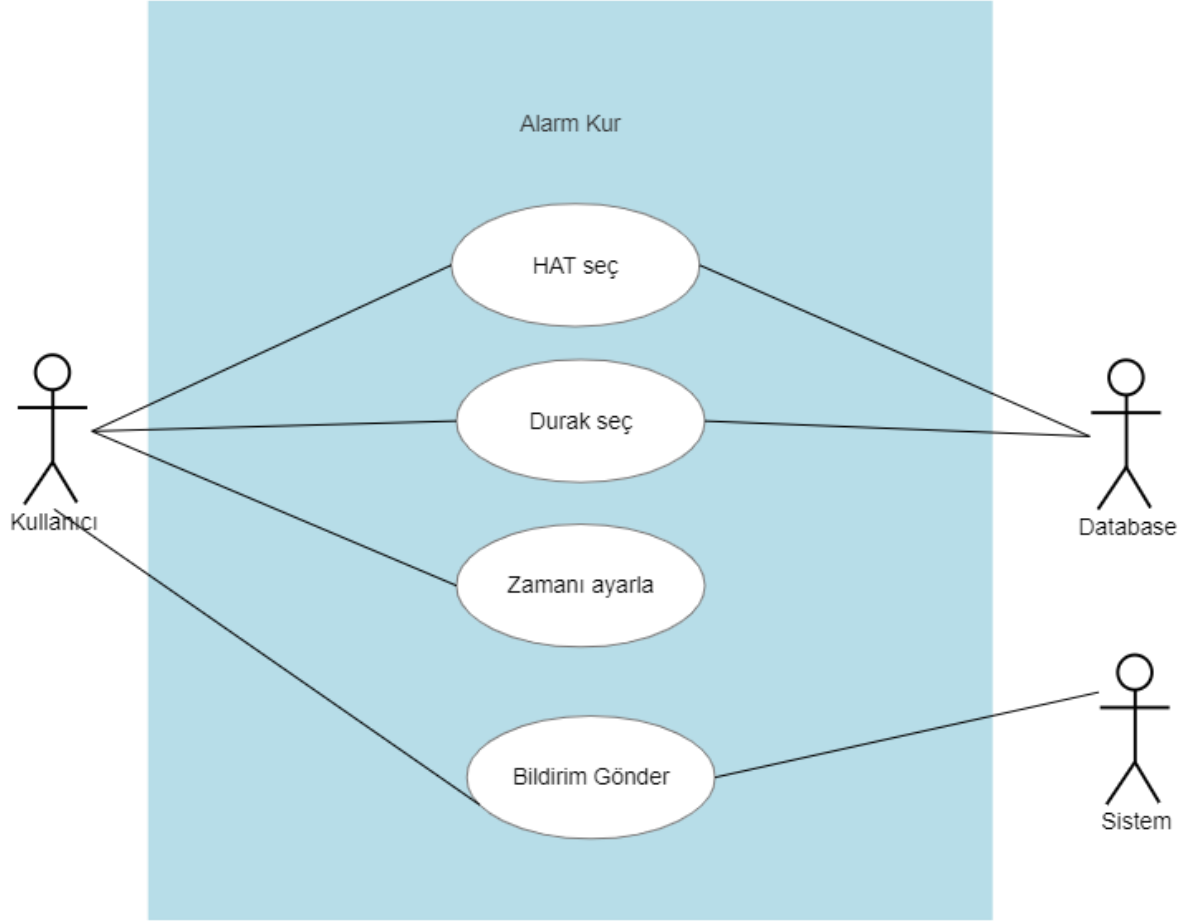 Alarm Kur
HAT seç
Durak seç
Kullanıcı
Database
Zamanı ayarla
Bildirim Gönder
Sistem